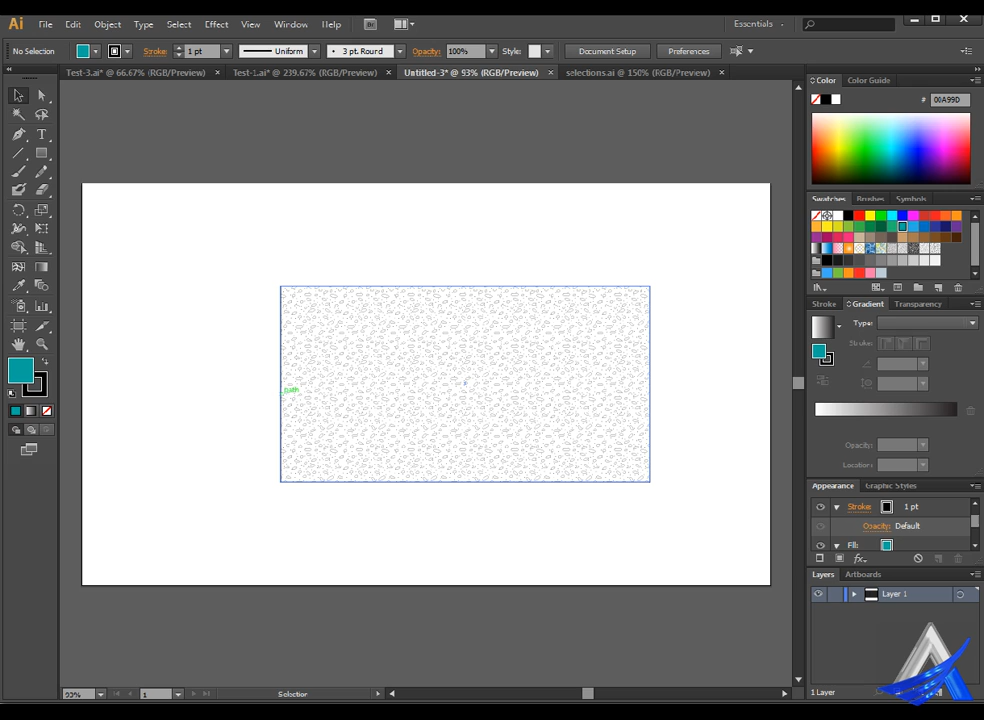 Ai File Edit Object Type Select Effect View Window Help Br Essentials
No Selection Stroke: 1 pt Uniform 3 pt. Round Opacity: 100% Style: Document Setup Preferences
Test-3.ai* @ 66.67% (RGB/Preview) × Test-1.ai* @ 239.67% (RGB/Preview) × Untitled-3* @ 93% (RGB/Preview) × selections.ai @ 150% (RGB/Preview) ×
Color Color Guide
# 00A99D
Swatches Brushes Symbols
Stroke Gradient Transparency
Type:
Stroke:
path
Opacity:
Location:
Appearance Graphic Styles
Stroke: 1 pt
Opacity: Default
Fill:
fx
Layers Artboards
Layer 1
93% 1 Selection
1 Layer